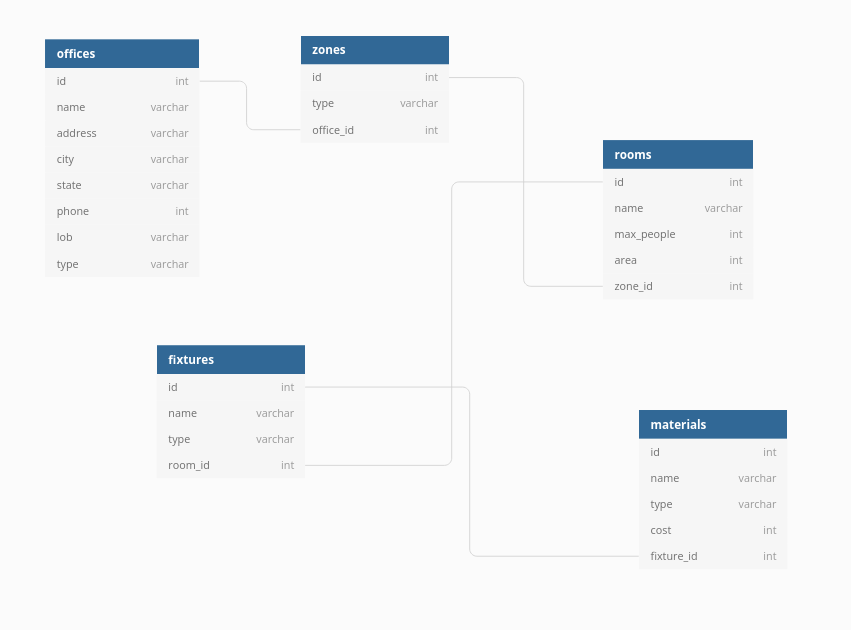 offices
id int
name varchar
address varchar
city varchar
state varchar
phone int
lob varchar
type varchar
zones
id int
type varchar
office_id int
rooms
id int
name varchar
max_people int
area int
zone_id int
fixtures
id int
name varchar
type varchar
room_id int
materials
id int
name varchar
type varchar
cost int
fixture_id int